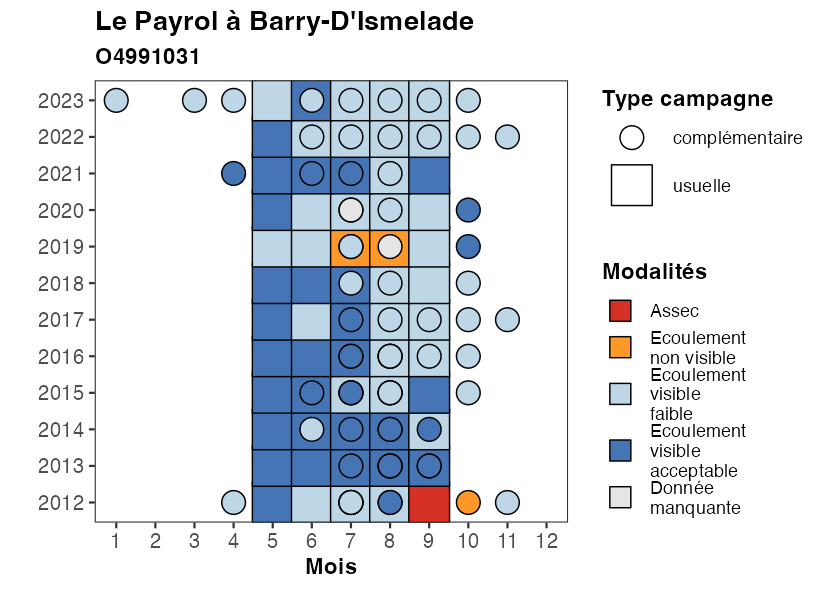 Le Payrol à Barry-D'Ismelade
O4991031
2023
2022
2021
2020
2019
2018
2017
2016
2015
2014
2013
2012
1 2 3 4 5 6 7 8 9 10 11 12
Mois
Type campagne
complémentaire
usuelle
Modalités
Assec
Ecoulement
non visible
Ecoulement
visible
faible
Ecoulement
visible
acceptable
Donnée
manquante